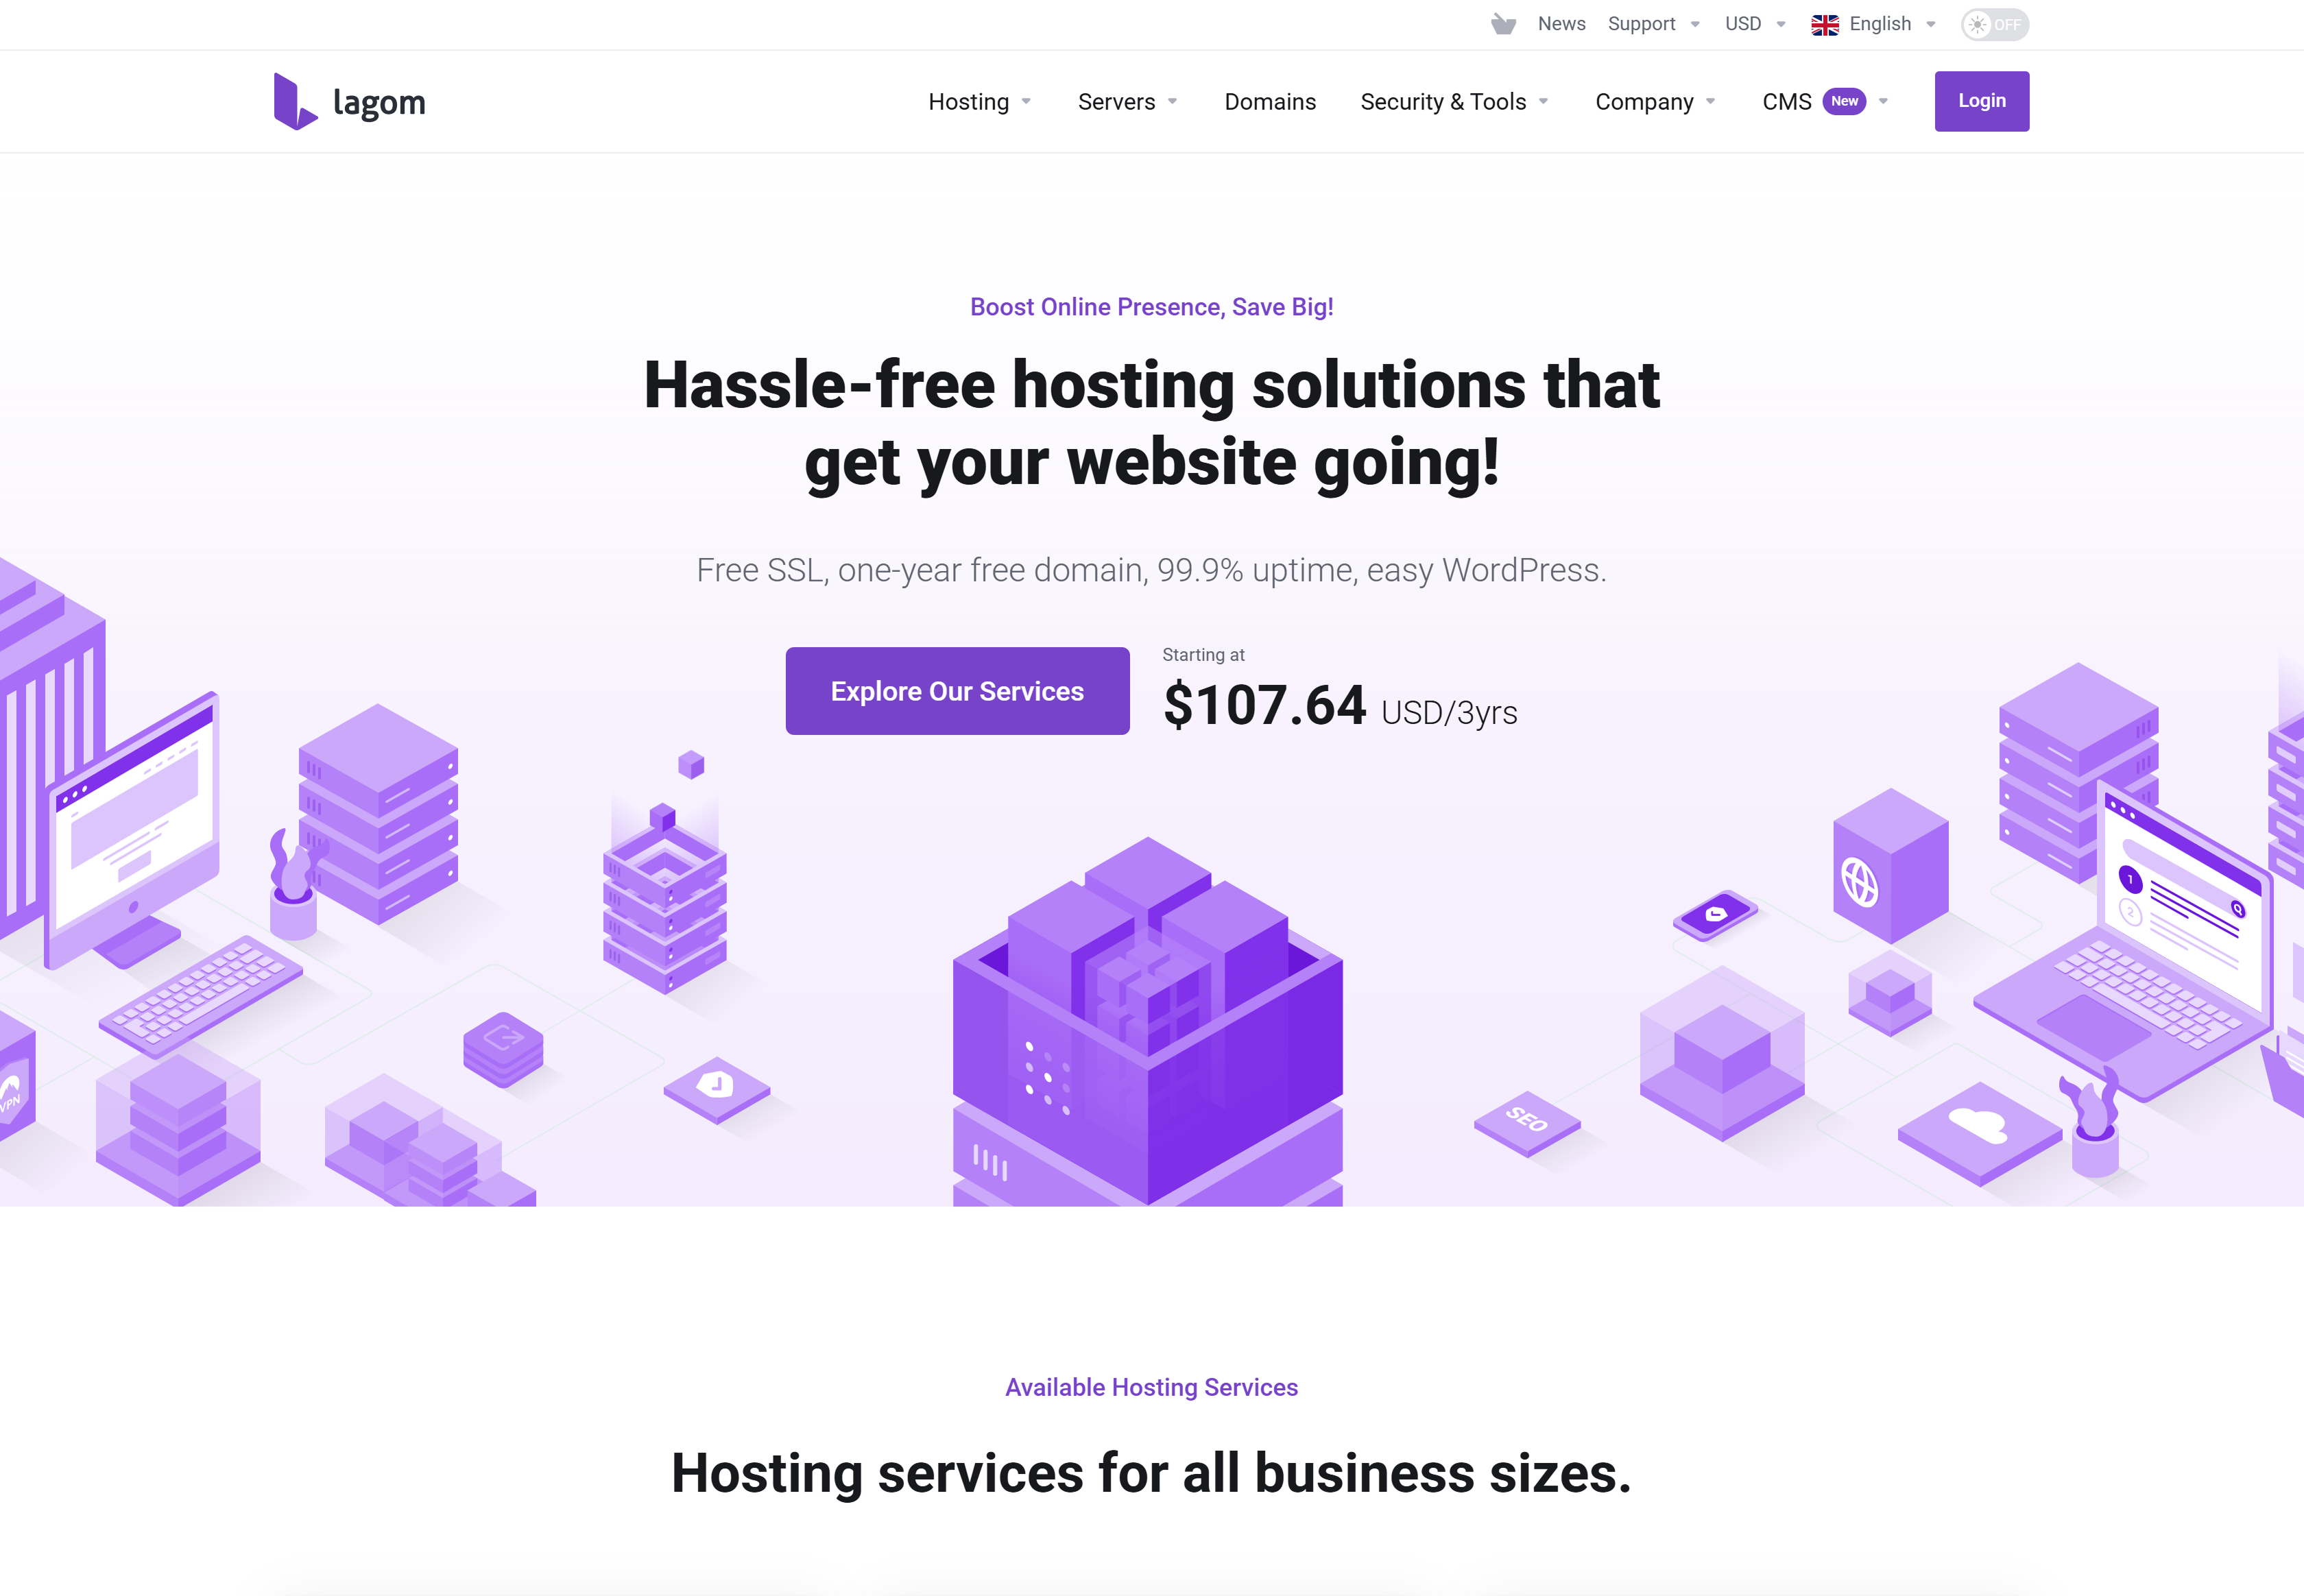 News Support USD English OFF
lagom
Hosting Servers Domains Security & Tools Company CMS New Login
Boost Online Presence, Save Big!
Hassle-free hosting solutions that
get your website going!
Free SSL, one-year free domain, 99.9% uptime, easy WordPress.
Explore Our Services
Starting at
$107.64 USD/3yrs
1
2
VPN
SEO
Available Hosting Services
Hosting services for all business sizes.